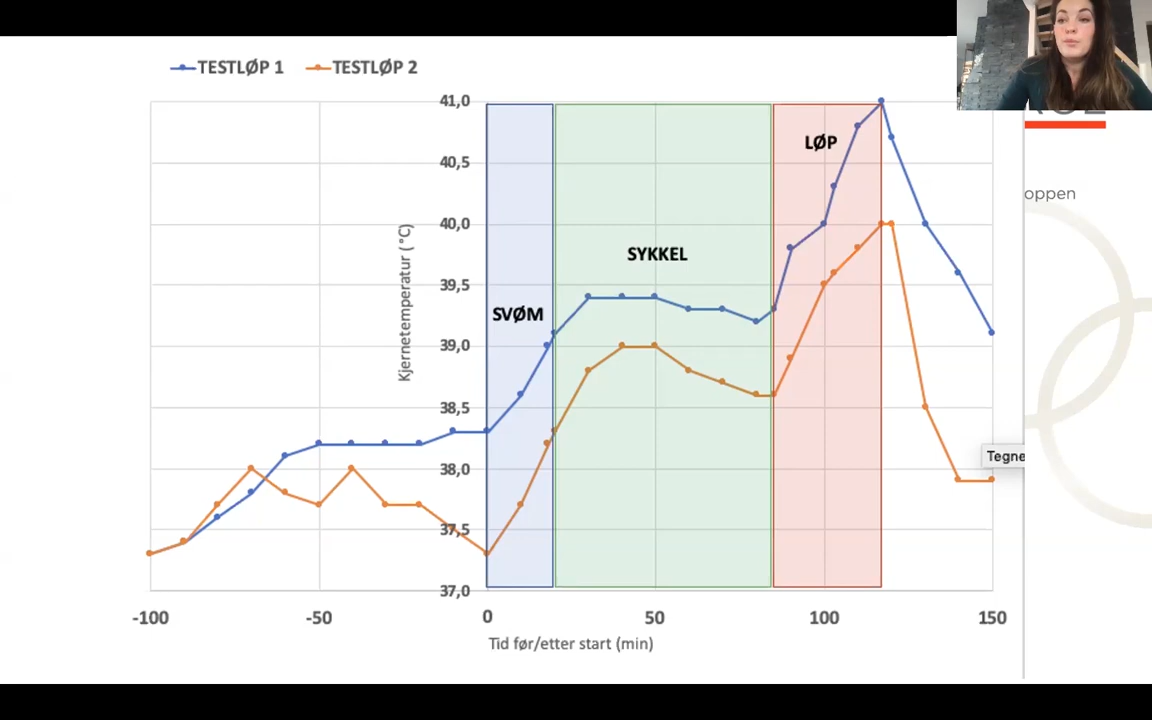 TESTLØP 1 TESTLØP 2
41,0
40,5
40,0
39,5
39,0
38,5
38,0
37,5
37,0
Kjernetemperatur (°C)
SVØM
SYKKEL
LØP
-100 -50 0 50 100 150
Tid før/etter start (min)
oppen
Tegne